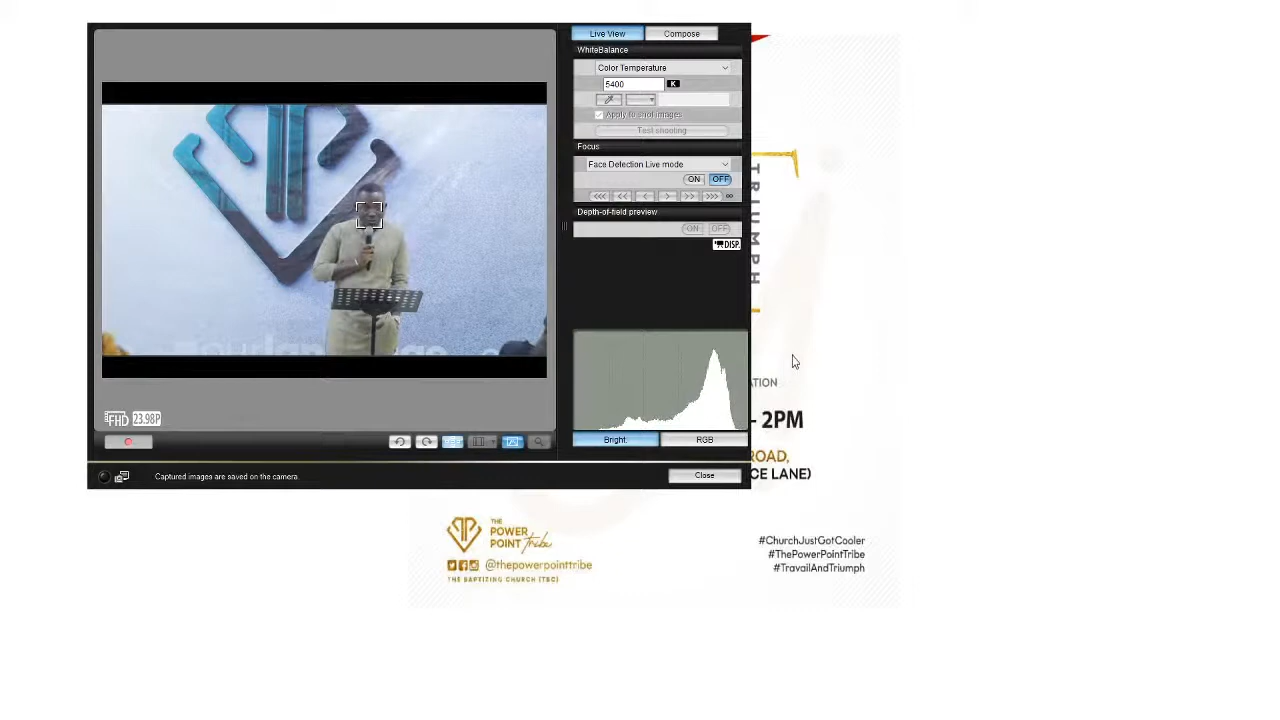 Live View
Compose
WhiteBalance
Color Temperature
5400
K
Apply to shot images
Test shooting
Focus
Face Detection Live mode
ON
OFF
<<<
<<
<
>
>>
>>>
∞
Depth-of-field preview
ON
OFF
DISP.
TRIUMPH
FHD
23.98P
Bright.
RGB
Captured images are saved on the camera.
Close
ATION
- 2PM
ROAD,
CE LANE)
THE
POWER
POINT Tribe
@thepowerpointtribe
THE BAPTIZING CHURCH (TBC)
#ChurchJustGotCooler
#ThePowerPointTribe
#TravailAndTriumph